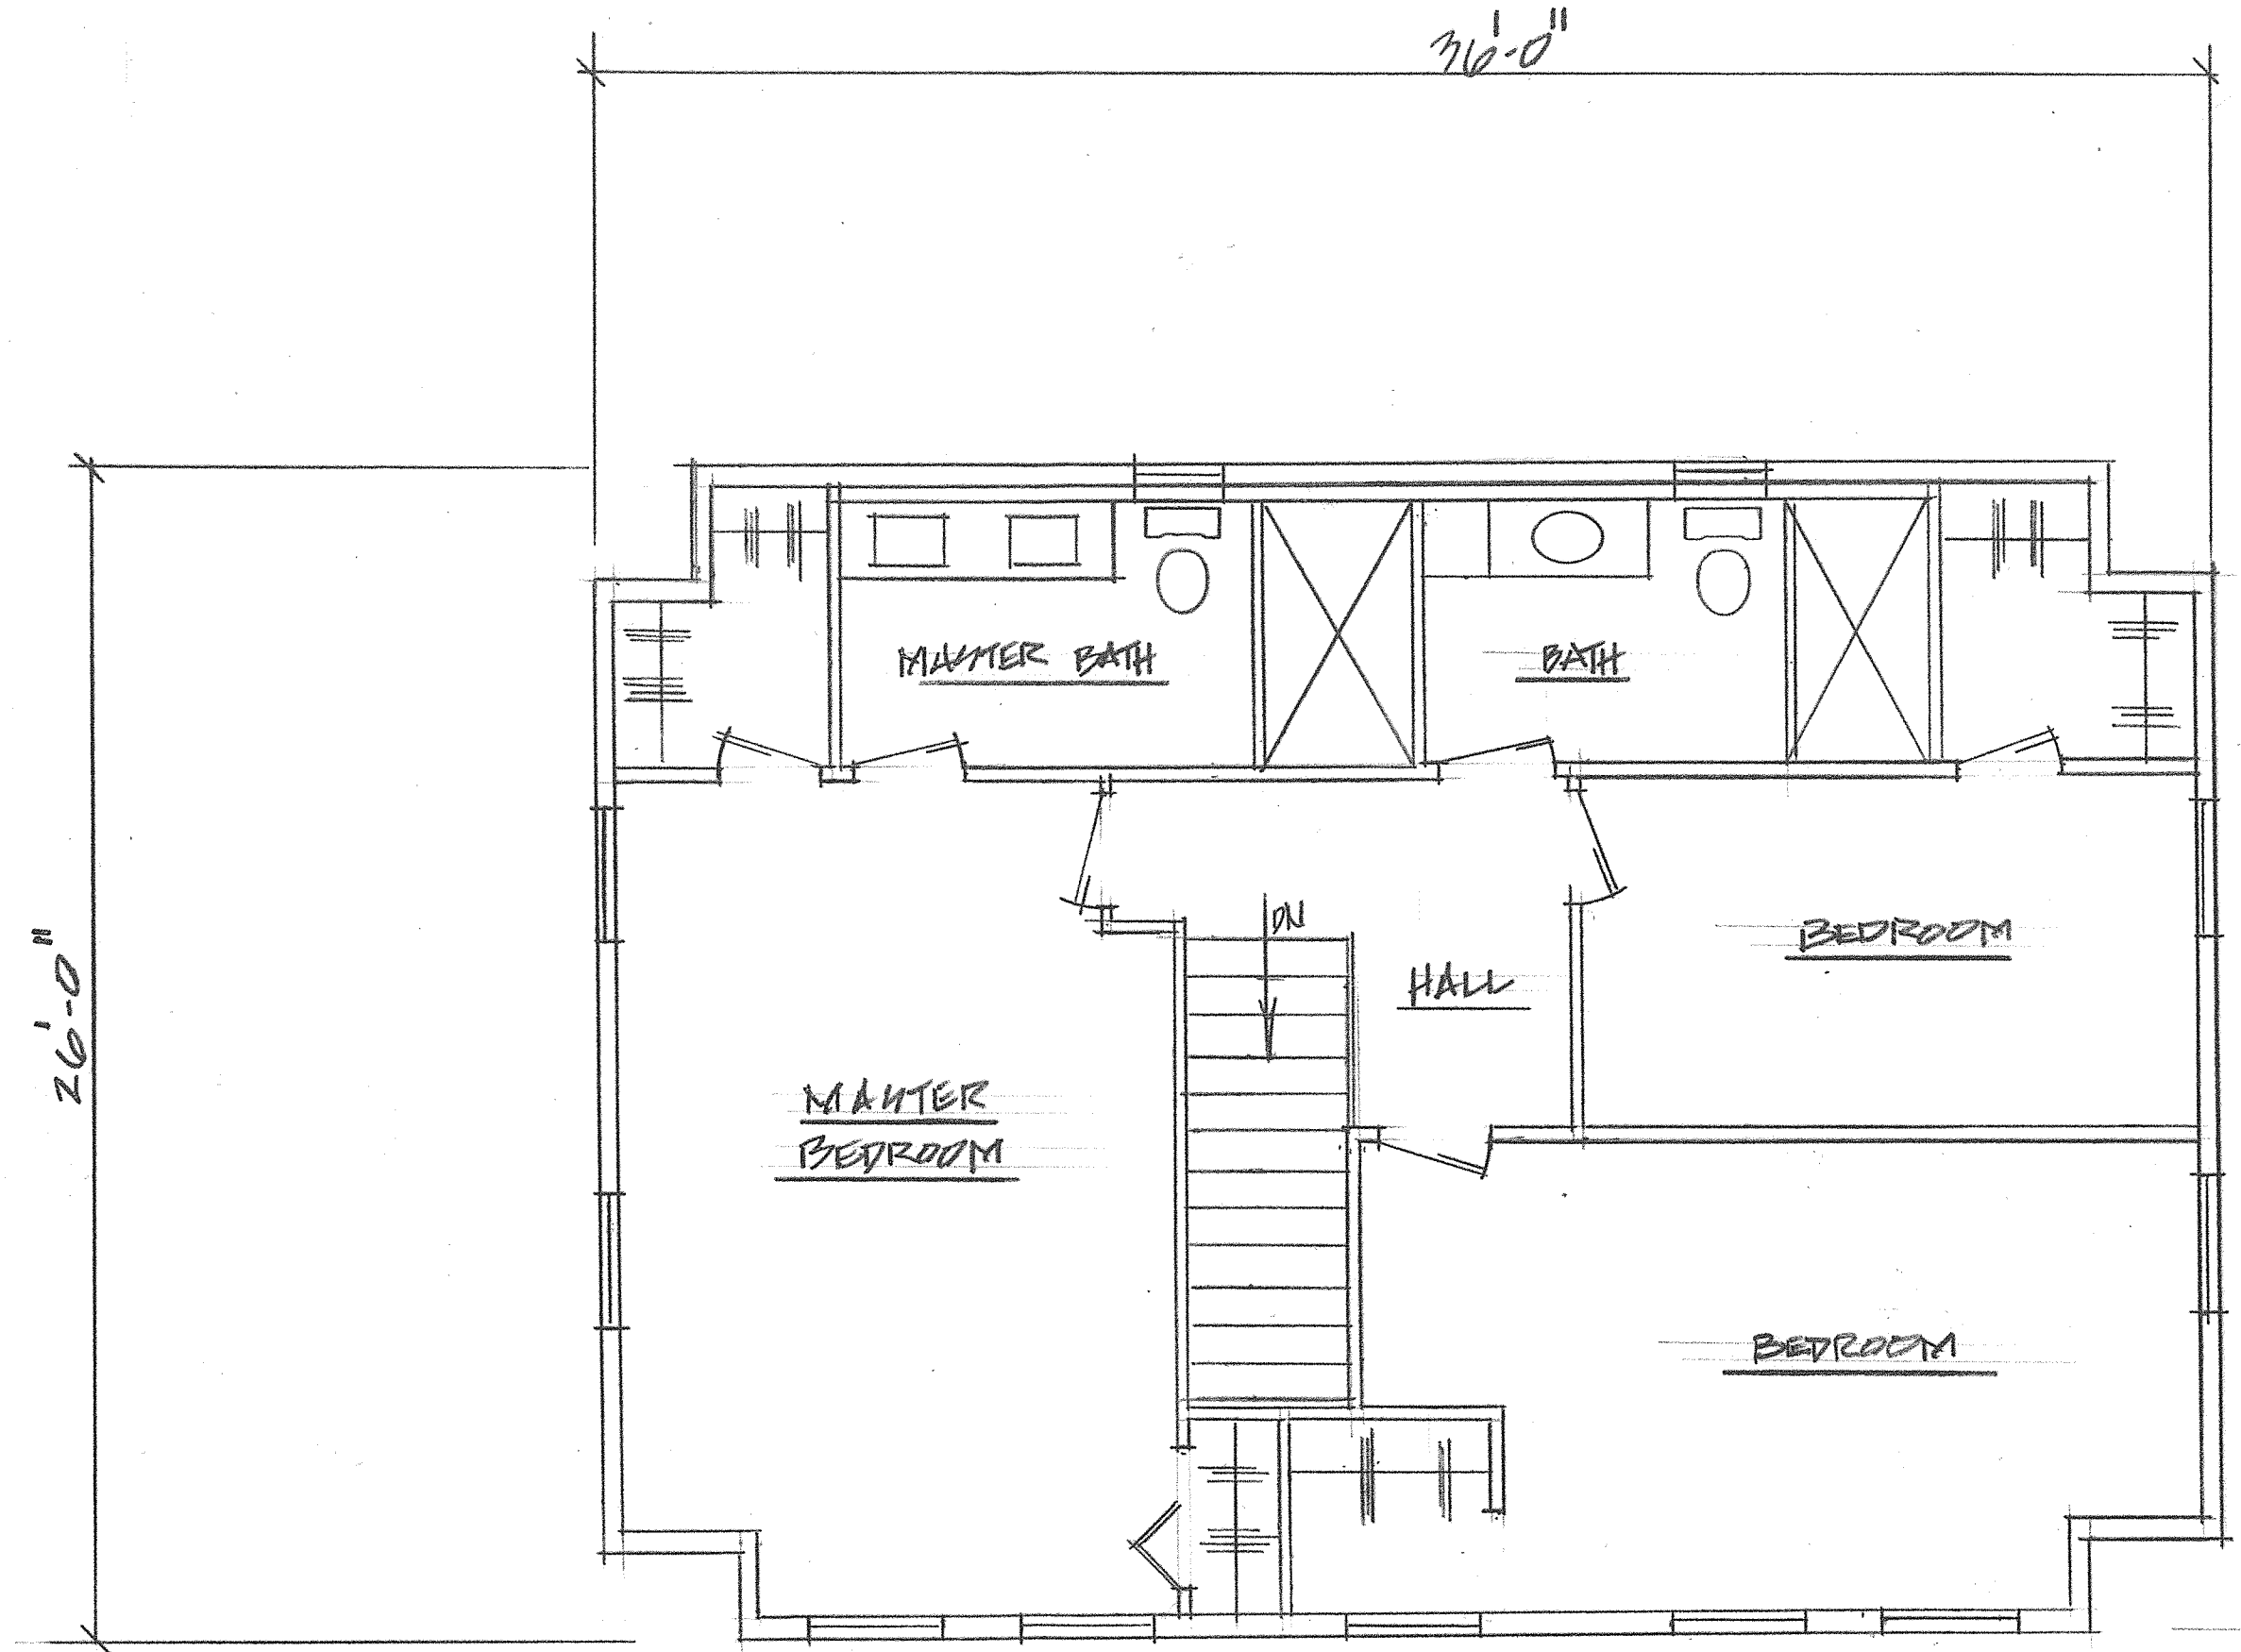 36'-0"
MASTER BATH
BATH
DN
BEDROOM
HALL
26'-0"
MASTER
BEDROOM
BEDROOM